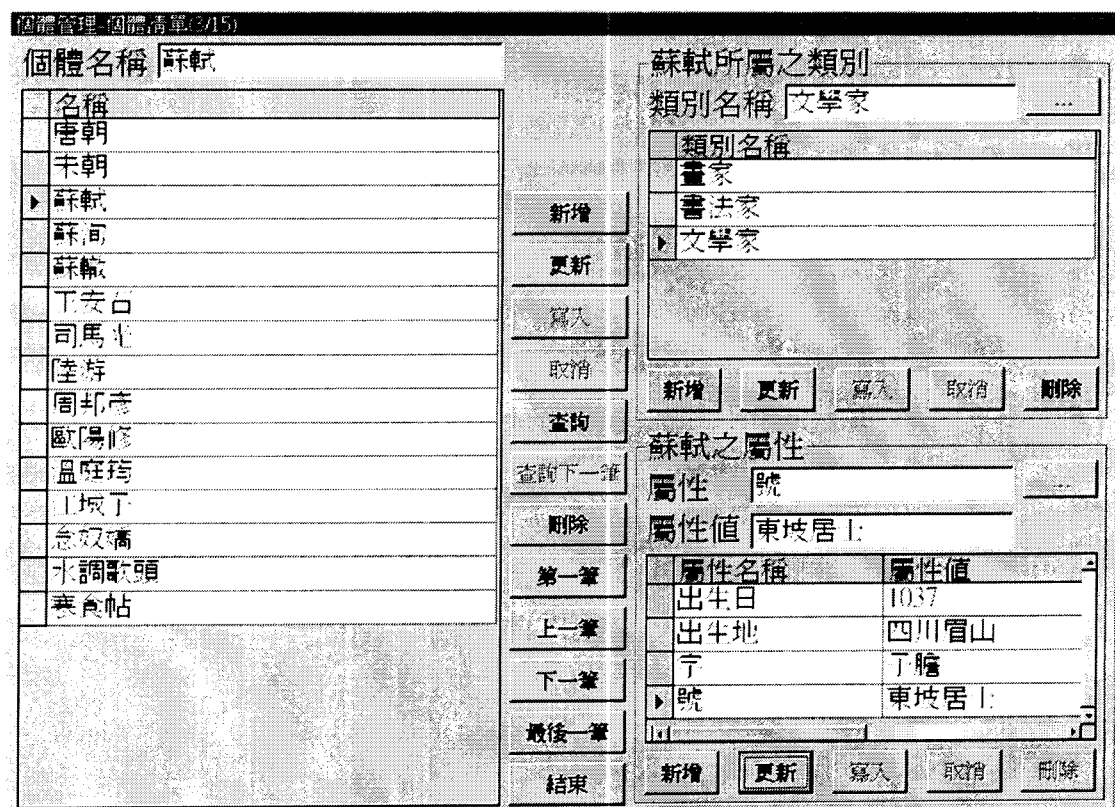 個體管理-個體清單(3/15)
個體名稱 蘇軾
名稱
唐朝
宋朝
蘇軾
蘇洵
蘇轍
王安石
司馬光
陸游
周邦彥
歐陽修
溫庭筠
江城子
念奴嬌
水調歌頭
寒食帖
新增
更新
寫入
取消
查詢
查詢下一筆
刪除
第一筆
上一筆
下一筆
最後一筆
結束
蘇軾所屬之類別
類別名稱 文學家 ...
類別名稱
畫家
書法家
文學家
新增 更新 寫入 取消 刪除
蘇軾之屬性
屬性 號 ...
屬性值 東坡居士
屬性名稱 屬性值
出生日 1037
出生地 四川眉山
字 子瞻
號 東坡居士
新增 更新 寫入 取消 刪除